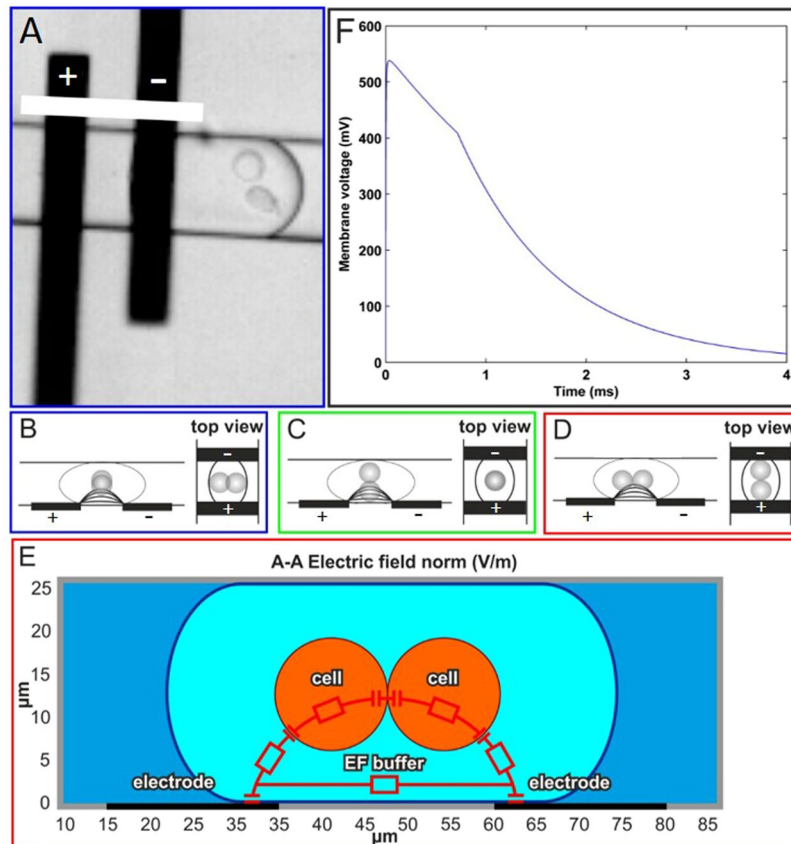 A
+
-
F
600
500
400
300
200
100
0
Membrane voltage (mV)
0 1 2 3 4
Time (ms)
B
top view
-
+
+ -
C
top view
-
+
+ -
D
top view
-
+
+ -
E
A-A Electric field norm (V/m)
25
20
15
10
5
0
µm
cell cell
EF buffer
electrode electrode
10 15 20 25 30 35 40 45 50 55 60 65 70 75 80 85
µm